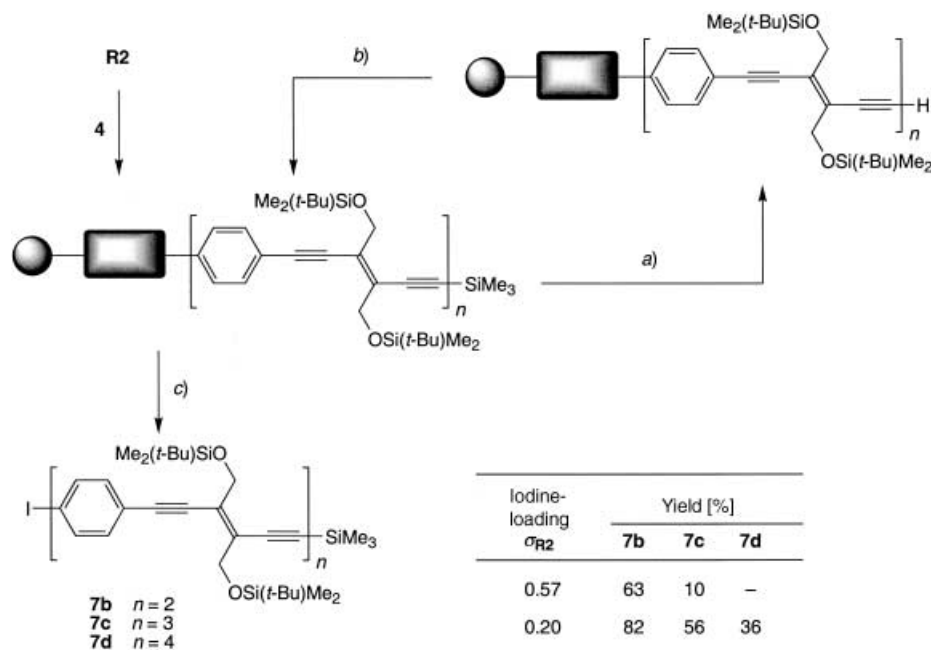 Me2(t-Bu)SiO
R2
b)
H
n
4
OSi(t-Bu)Me2
Me2(t-Bu)SiO
a)
SiMe3
n
OSi(t-Bu)Me2
c)
Me2(t-Bu)SiO
I
SiMe3
n
OSi(t-Bu)Me2
7b n = 2
7c n = 3
7d n = 4
Iodine-
loading
σR2
Yield [%]
7b 7c 7d
0.57 63 10 –
0.20 82 56 36